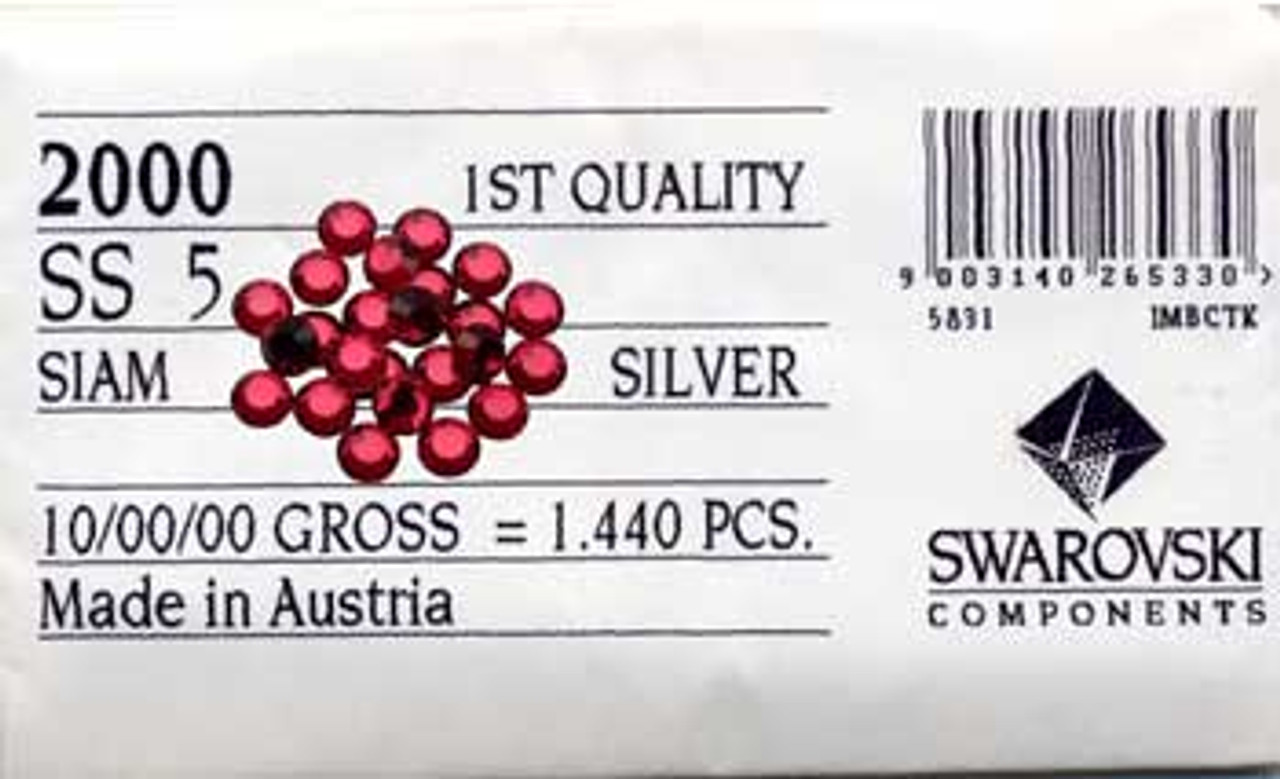 2000 1ST QUALITY
SS 5
SIAM SILVER
10/00/00 GROSS = 1.440 PCS.
Made in Austria
9 003140 265330 >
5831 1MBCTK
SWAROVSKI
COMPONENTS